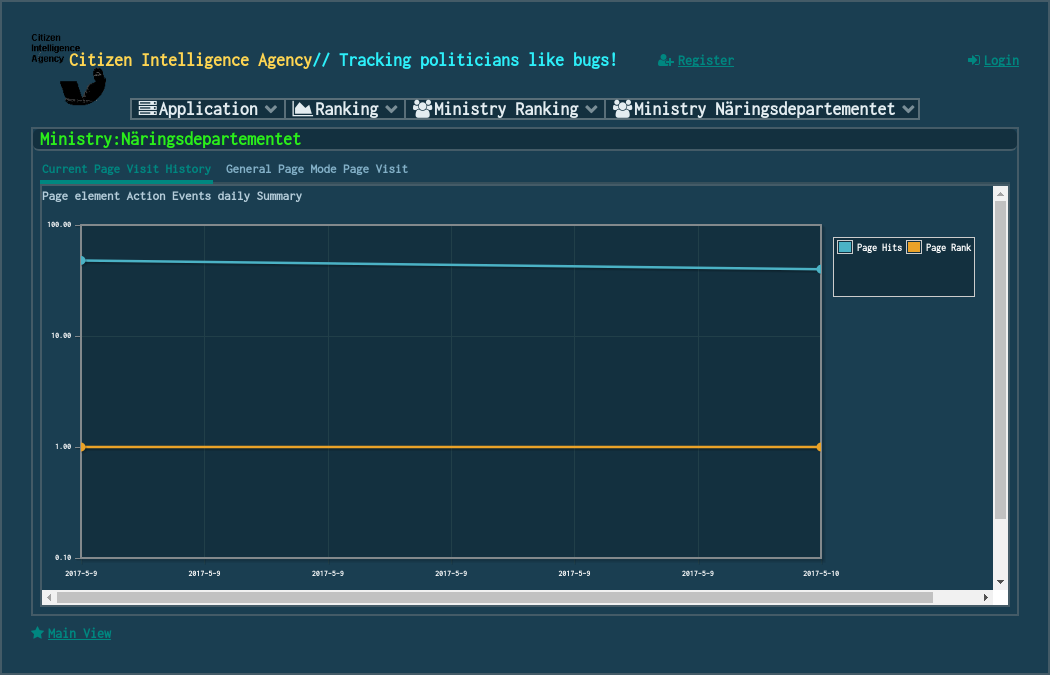 Citizen
Intelligence
Agency
Citizen Intelligence Agency// Tracking politicians like bugs!
Register
Login
Application
Ranking
Ministry Ranking
Ministry Näringsdepartementet
Ministry:Näringsdepartementet
Current Page Visit History
General Page Mode Page Visit
Page element Action Events daily Summary
100.00
10.00
1.00
0.10
2017-5-9 2017-5-9 2017-5-9 2017-5-9 2017-5-9 2017-5-9 2017-5-10
Page Hits Page Rank
Main View